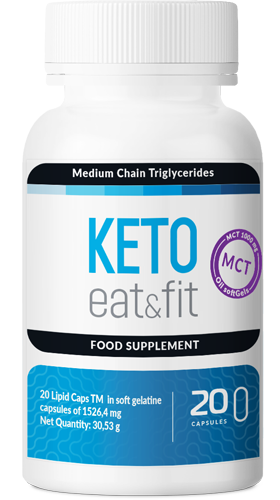 Medium Chain Triglycerides
KETO
eat&fit
MCT 1000 mg
MCT
Oil softGels
FOOD SUPPLEMENT
20 Lipid Caps TM in soft gelatine
capsules of 1526,4 mg
Net Quantity: 30,53 g
20
CAPSULES